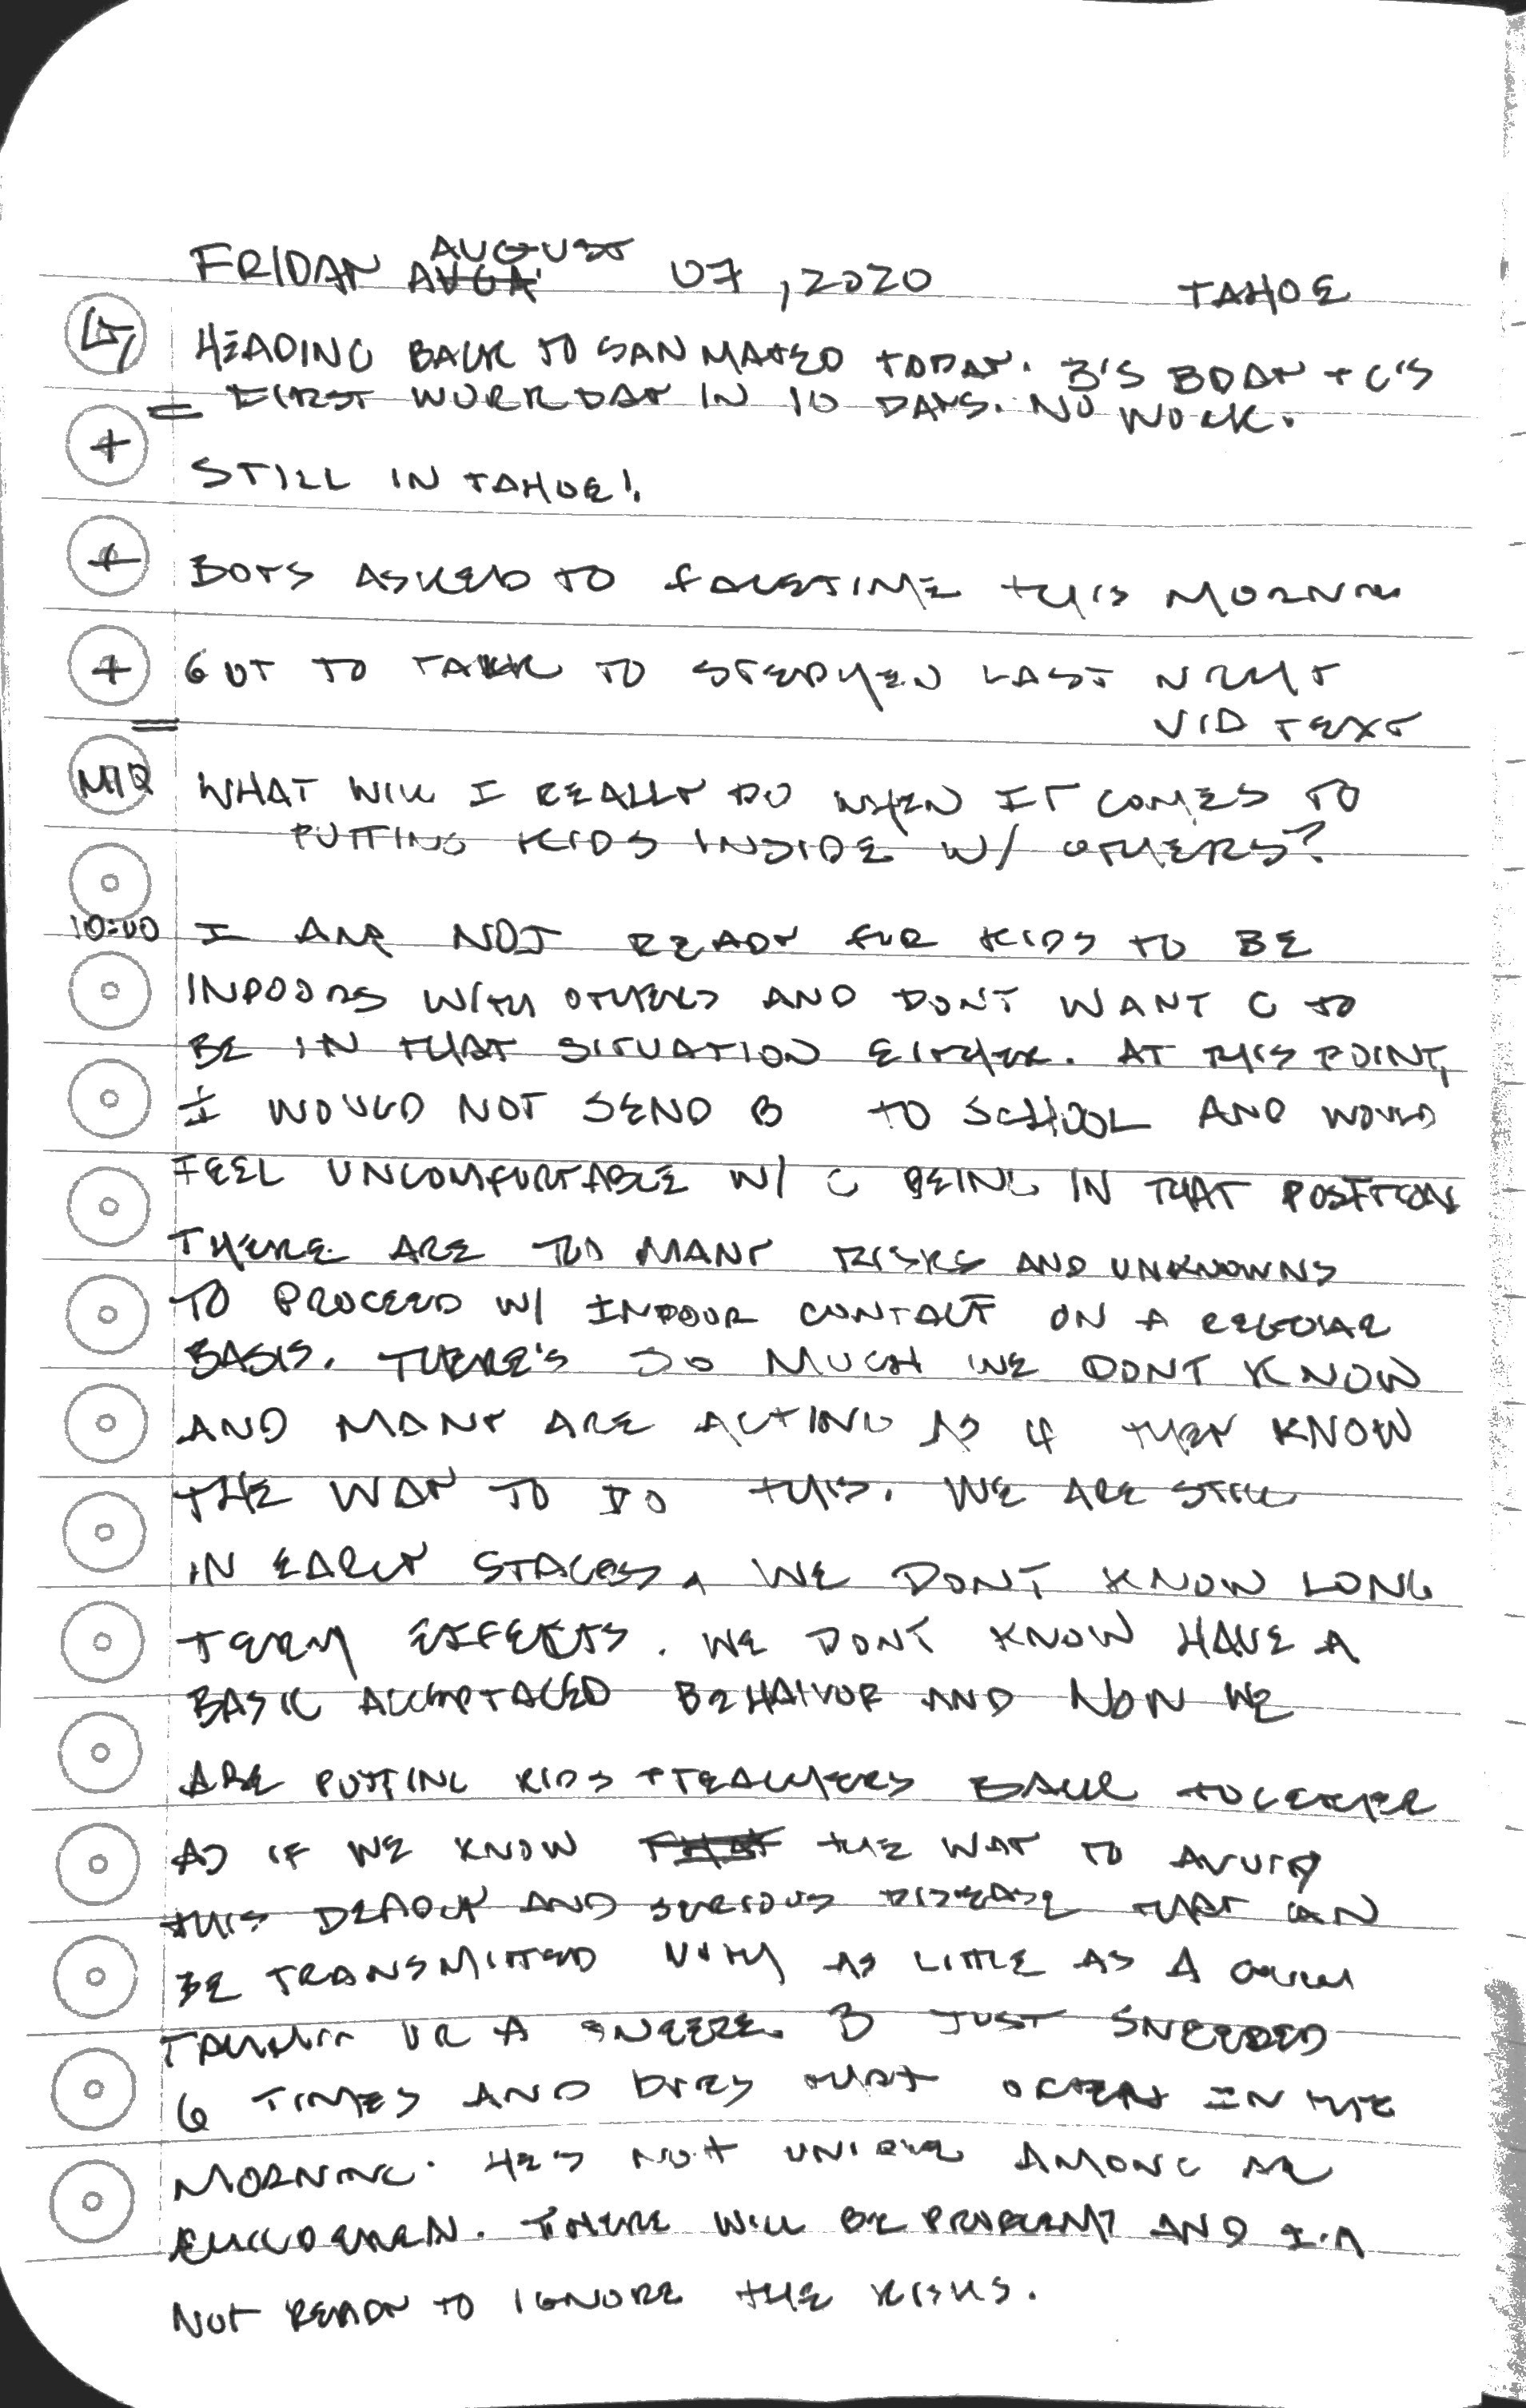 FRIDAY AUGUST 07, 2020 TAHOE
HEADING BACK TO SAN MATEO TODAY. B'S BDAY + C'S
= FIRST WORKDAY IN 10 DAYS. NO WORK.
+ STILL IN TAHOE!
+ BOYS ASKED TO FACETIME THIS MORNING
+ GOT TO TALK TO STEPHEN LAST NIGHT
= VID TEXT
MIQ WHAT WILL I REALLY DO WHEN IT COMES TO
PUTTING KIDS INSIDE W/ OTHERS?
10:00 I AM NOT READY FOR KIDS TO BE
INDOORS WITH OTHERS AND DON'T WANT C TO
BE IN THAT SITUATION EITHER. AT THIS POINT,
I WOULD NOT SEND B TO SCHOOL AND WOULD
FEEL UNCOMFORTABLE W/ C BEING IN THAT POSITION
THERE ARE TOO MANY RISKS AND UNKNOWNS
TO PROCEED W/ INDOOR CONTACT ON A REGULAR
BASIS. THERE'S SO MUCH WE DONT KNOW
AND MANY ARE ACTING AS IF THEY KNOW
THE WAY TO DO THIS. WE ARE STILL
IN EARLY STAGES, WE DON'T KNOW LONG
TERM EFFECTS. WE DON'T KNOW HAVE A
BASIC ACCEPTACED BEHAIVOR AND NOW WE
ARE PUTTING KIDS + TEACHERS BACK TOGETHER
AS IF WE KNOW THE WAY TO AVOID
THIS DEADLY AND SERIOUS DISEASE THAT CAN
BE TRANSMITTED WITH AS LITTLE AS A
TALKING OR A SNEEZE. B JUST SNEEZED
6 TIMES AND DOES THAT OFTEN IN THE
MORNING. HE'S NOT UNIQUE AMONG
CHILDREN. THERE WILL BE PROBLEMS AND I'M
NOT READY TO IGNORE THE RISKS.